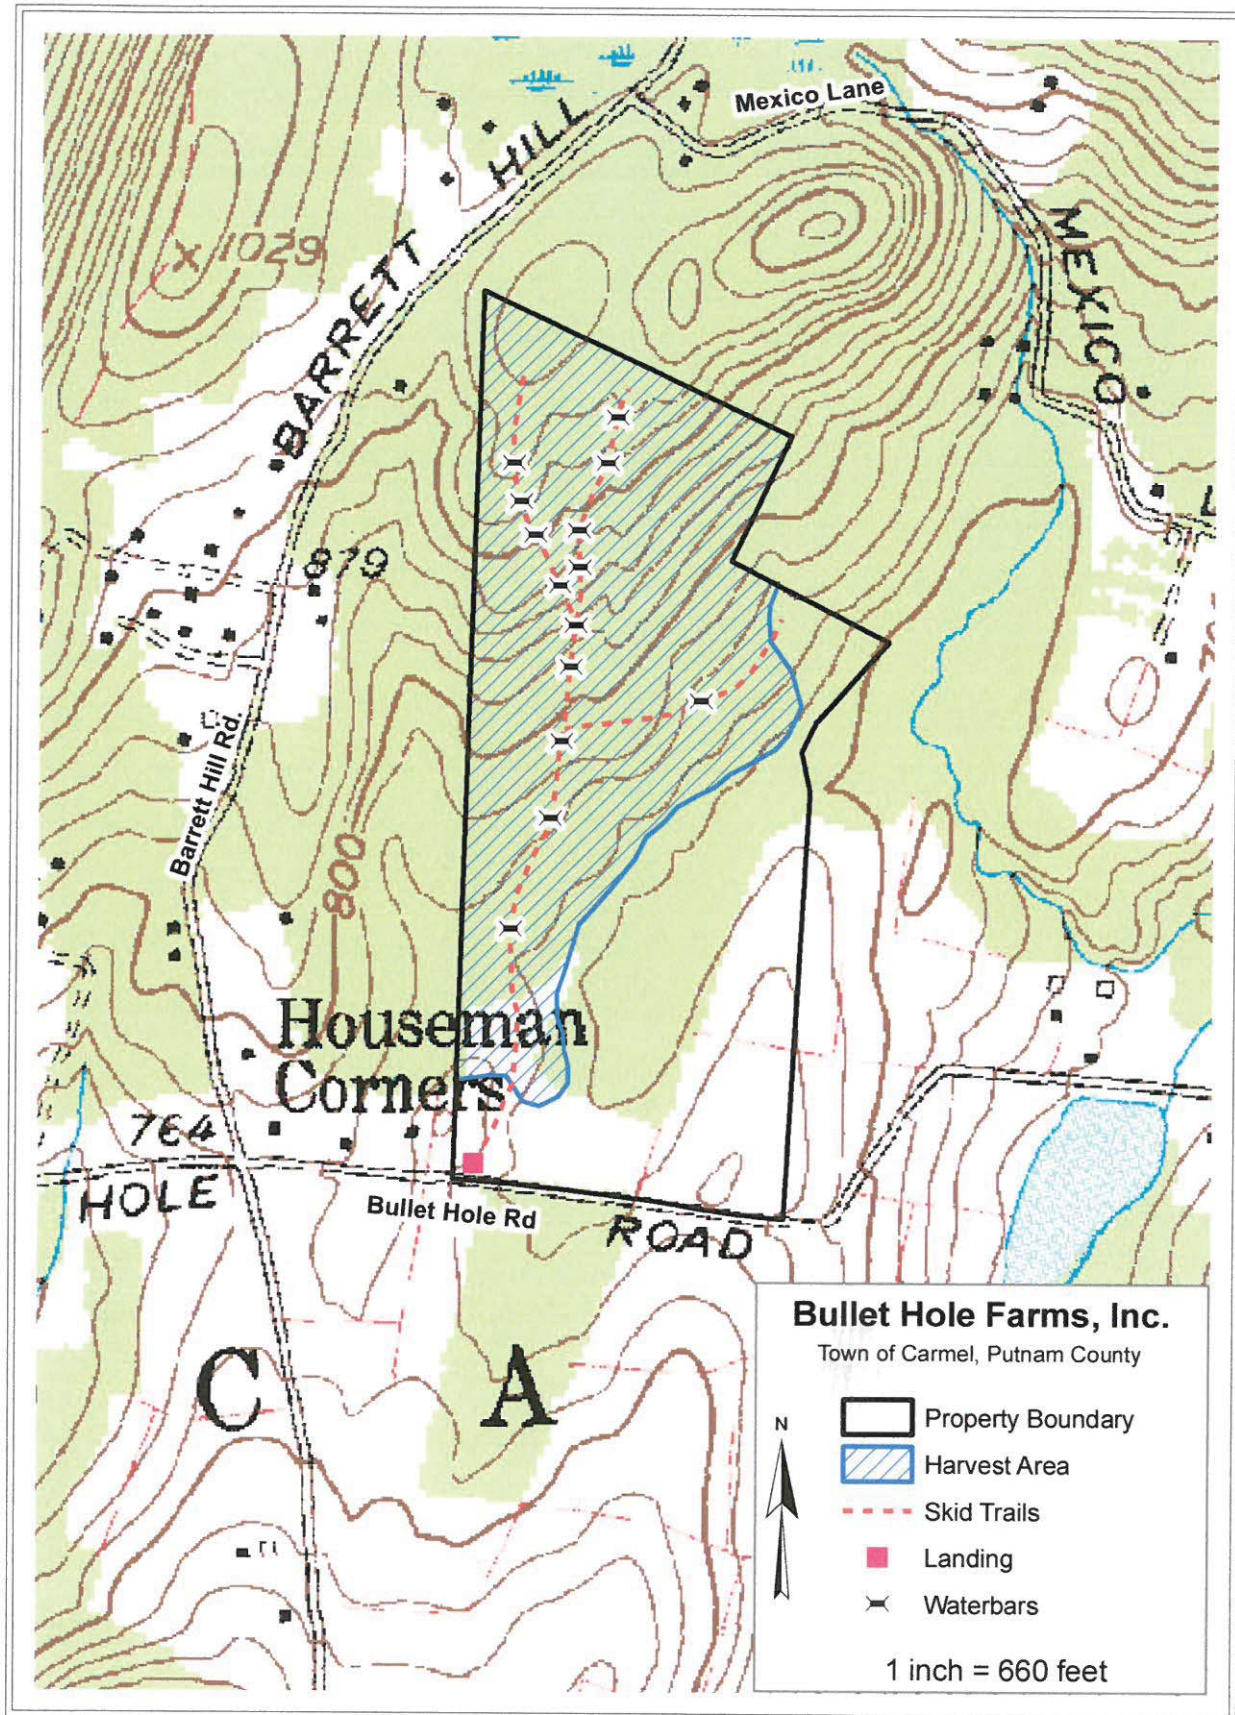 Mexico Lane
BARRETT HILL
1029
MEXICO
L
879
Barrett Hill Rd.
800
Houseman
Corners
764
HOLE
Bullet Hole Rd
ROAD
C A
Bullet Hole Farms, Inc.
Town of Carmel, Putnam County
N
Property Boundary
Harvest Area
Skid Trails
Landing
Waterbars
1 inch = 660 feet